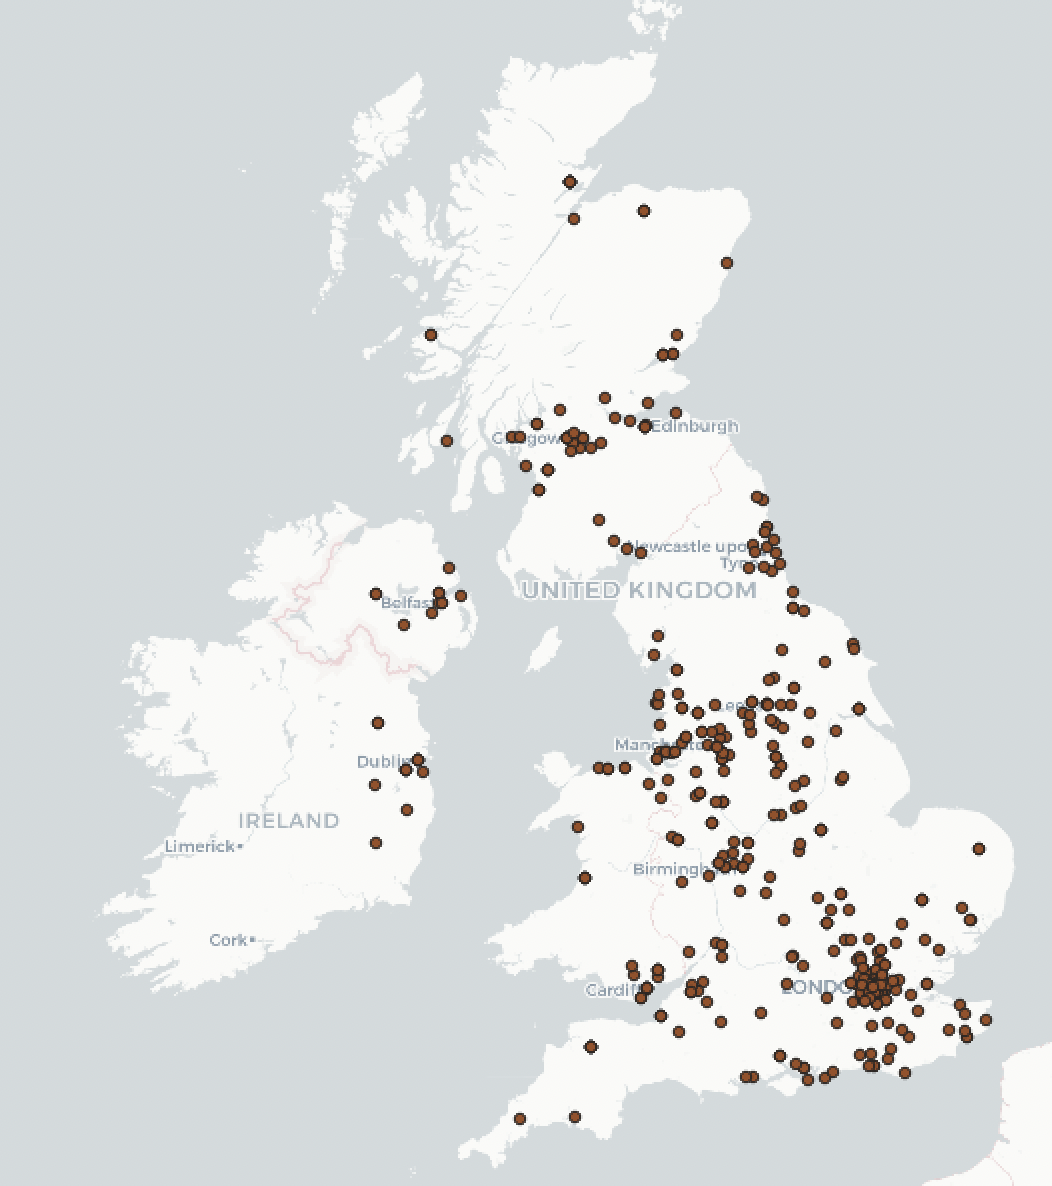 Edinburgh
Glasgow
Newcastle upon
Tyne
UNITED KINGDOM
Belfast
Leeds
Manchester
Dublin
IRELAND
Limerick
Birmingham
Cork
Cardiff
LONDON